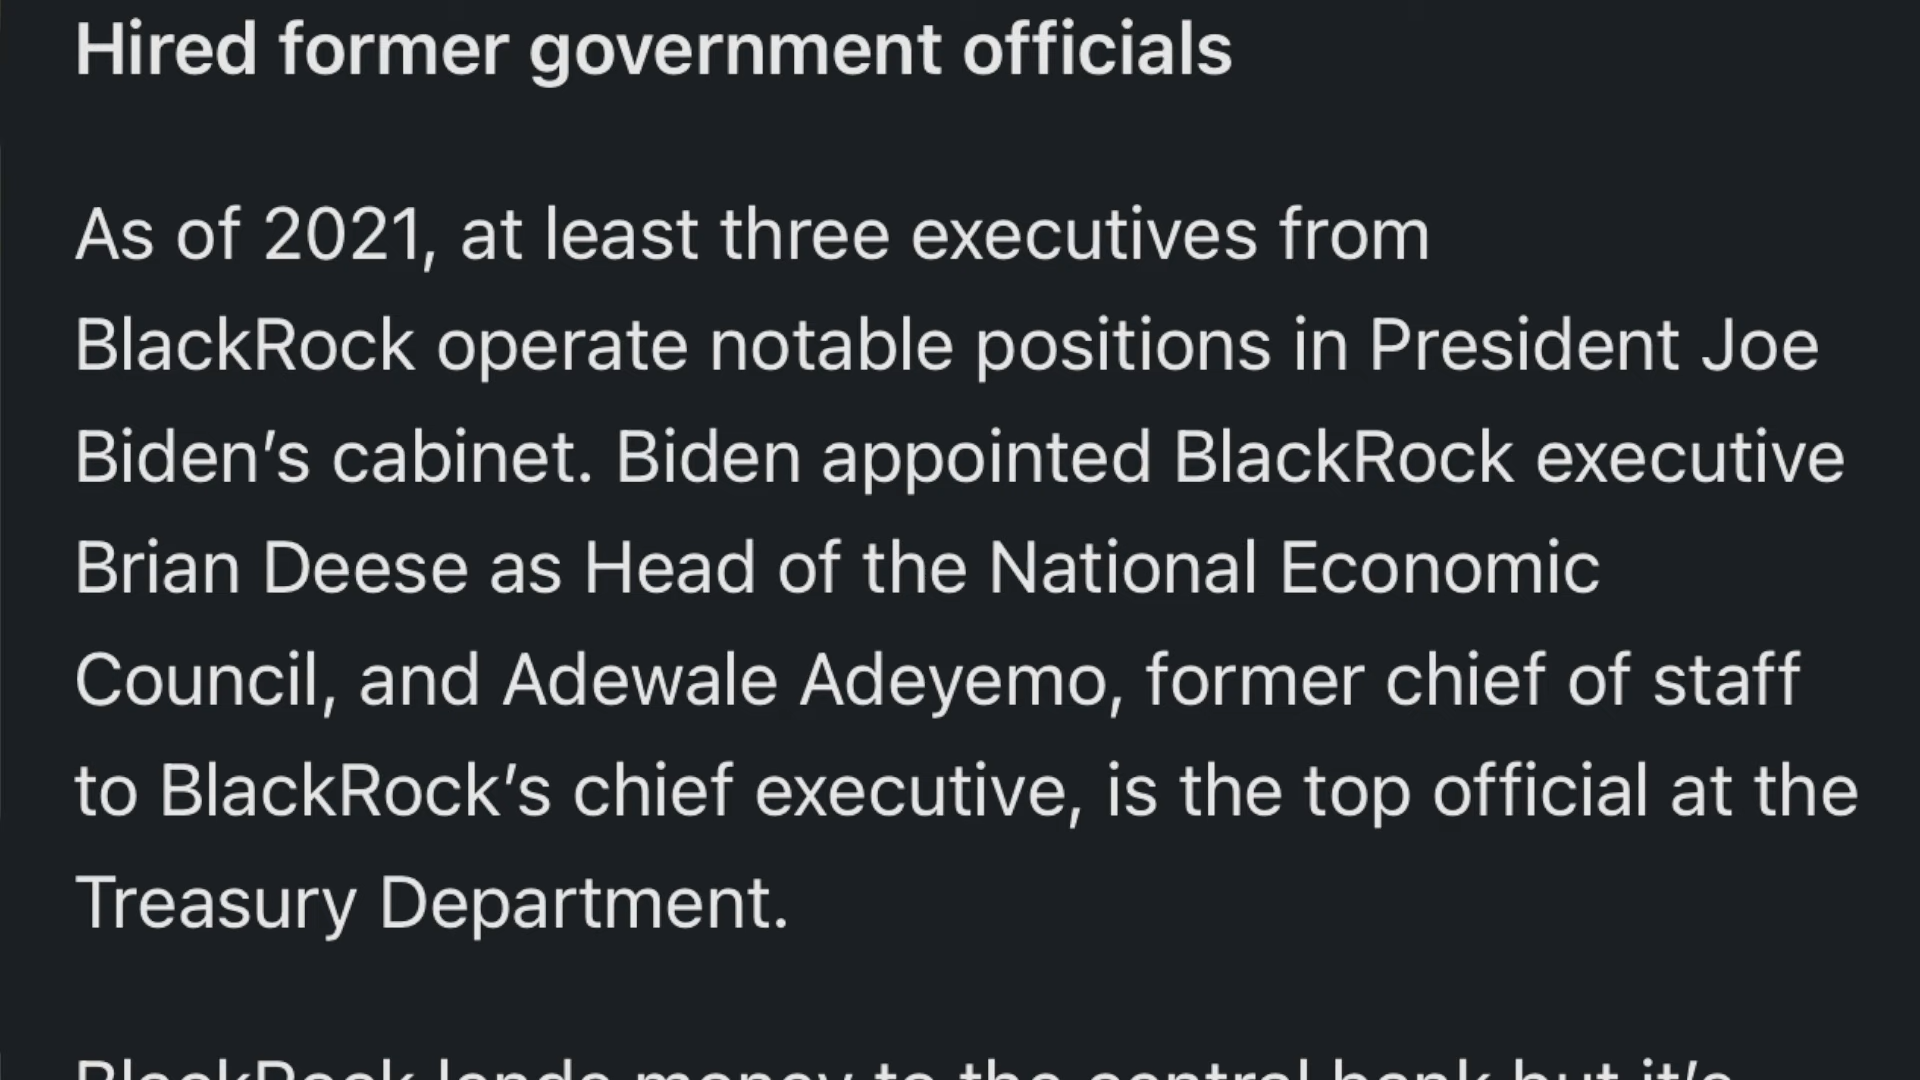 Hired former government officials
As of 2021, at least three executives from
BlackRock operate notable positions in President Joe
Biden’s cabinet. Biden appointed BlackRock executive
Brian Deese as Head of the National Economic
Council, and Adewale Adeyemo, former chief of staff
to BlackRock’s chief executive, is the top official at the
Treasury Department.
BlackRock lends money to the central bank but it’s